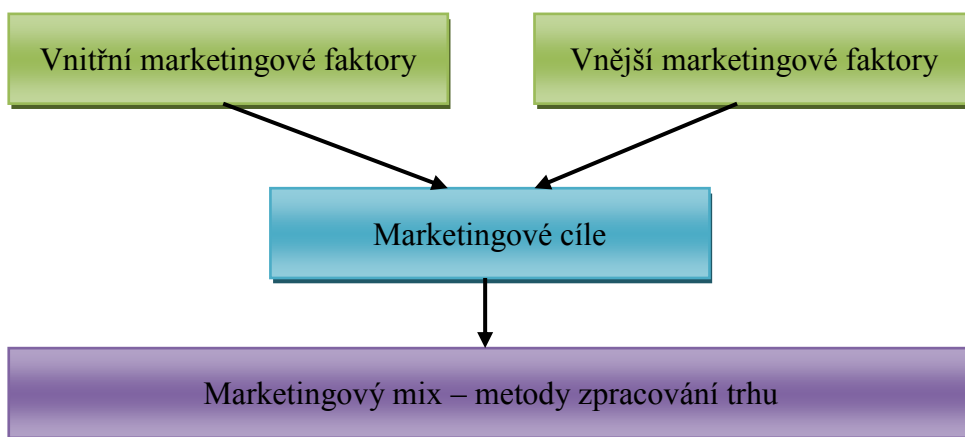 Vnitřní marketingové faktory
Vnější marketingové faktory
Marketingové cíle
Marketingový mix – metody zpracování trhu